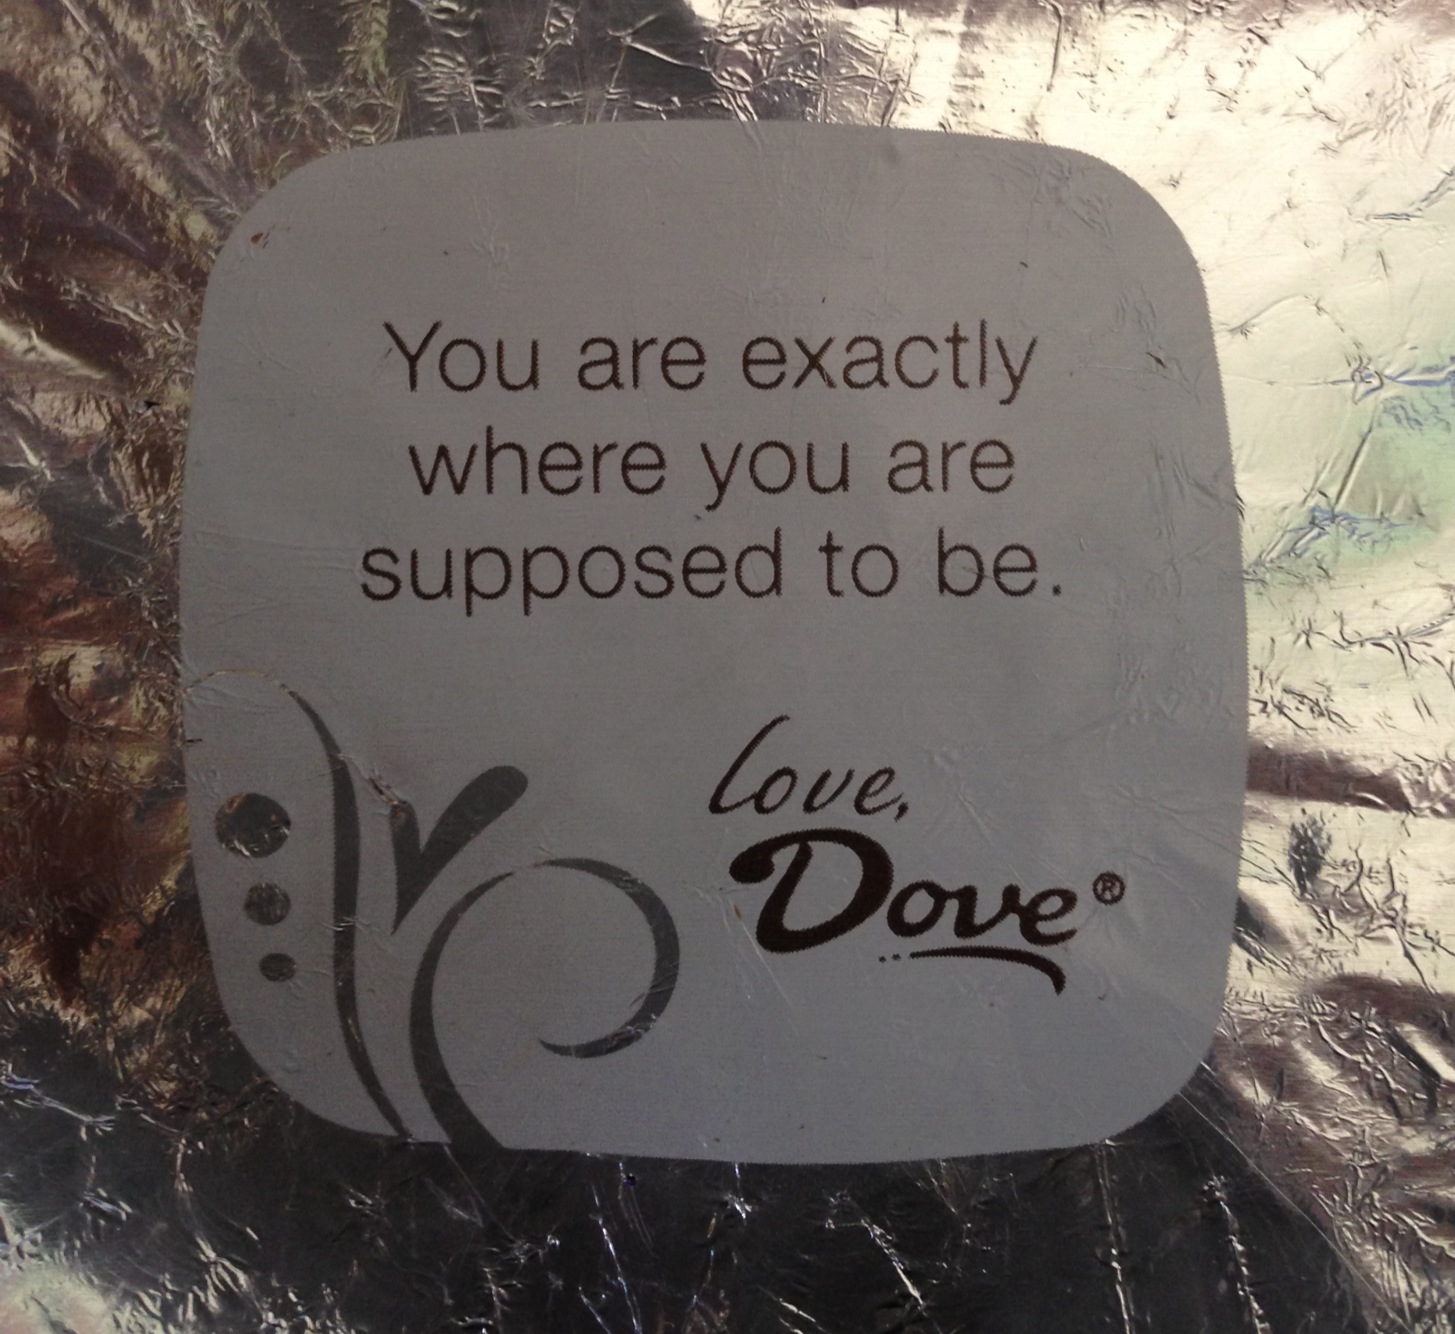 You are exactly
where you are
supposed to be.
love,
Dove®